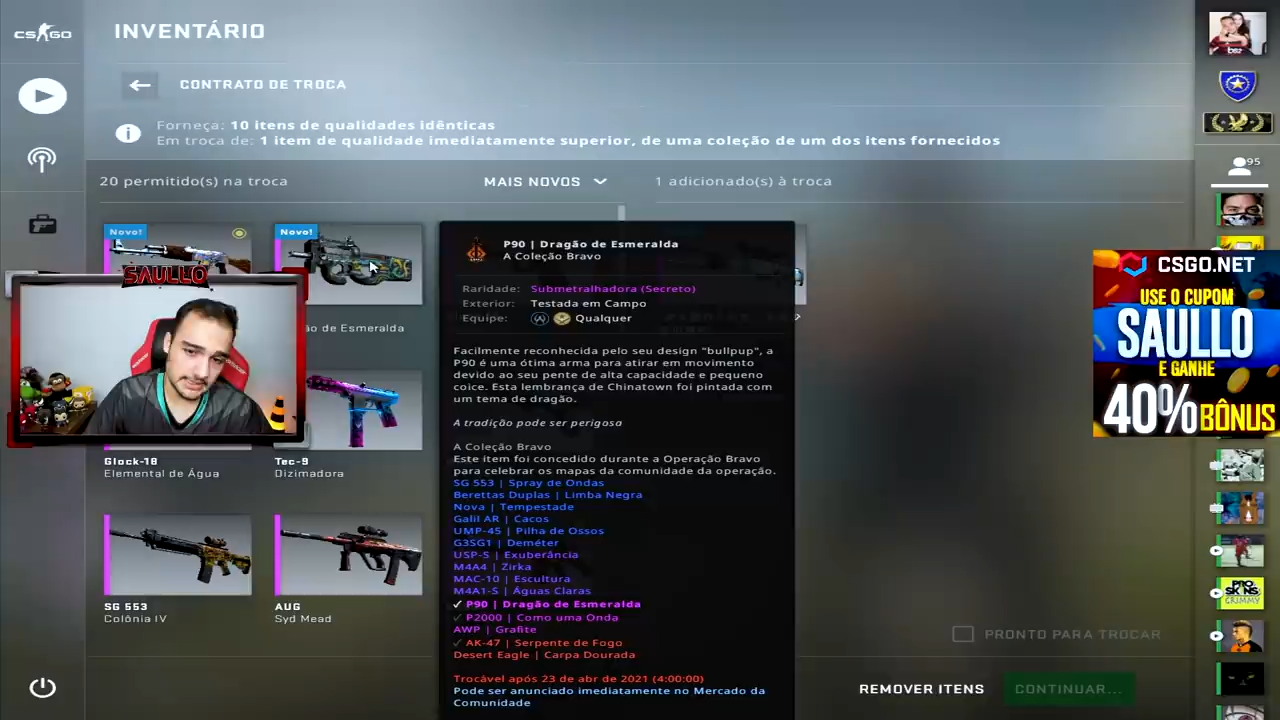 CS:GO
INVENTÁRIO
CONTRATO DE TROCA
Forneça: 10 itens de qualidades idênticas
Em troca de: 1 item de qualidade imediatamente superior, de uma coleção de um dos itens fornecidos
20 permitido(s) na troca
MAIS NOVOS
1 adicionado(s) à troca
95
Novo!
Novo!
ão de Esmeralda
SAULLO
Glock-18
Elemental de Água
Tec-9
Dizimadora
SG 553
Colônia IV
AUG
Syd Mead
P90 | Dragão de Esmeralda
A Coleção Bravo
Raridade: Submetralhadora (Secreto)
Exterior: Testada em Campo
Equipe: Qualquer
Facilmente reconhecida pelo seu design "bullpup", a
P90 é uma ótima arma para atirar em movimento
devido ao seu pente de alta capacidade e pequeno
coice. Esta lembrança de Chinatown foi pintada com
um tema de dragão.
A tradição pode ser perigosa
A Coleção Bravo
Este item foi concedido durante a Operação Bravo
para celebrar os mapas da comunidade da operação.
SG 553 | Spray de Ondas
Berettas Duplas | Limba Negra
Nova | Tempestade
Galil AR | Cacos
UMP-45 | Pilha de Ossos
G3SG1 | Deméter
USP-S | Exuberância
M4A4 | Zirka
MAC-10 | Escultura
M4A1-S | Águas Claras
✓ P90 | Dragão de Esmeralda
✓ P2000 | Como uma Onda
AWP | Grafite
✓ AK-47 | Serpente de Fogo
Desert Eagle | Carpa Dourada
Trocável após 23 de abr de 2021 (4:00:00)
Pode ser anunciado imediatamente no Mercado da
Comunidade
CSGO.NET
USE O CUPOM
SAULLO
E GANHE
40% BÔNUS
PRO
SKINS
GRIMMY
PRONTO PARA TROCAR
REMOVER ITENS
CONTINUAR...